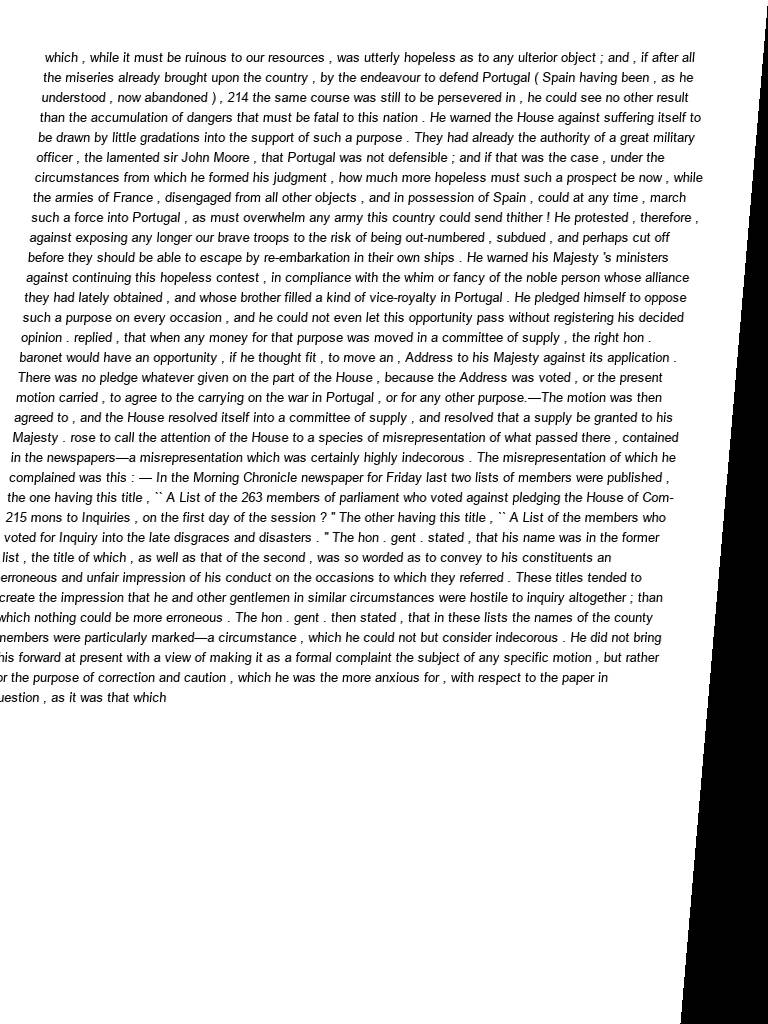 which , while it must be ruinous to our resources , was utterly hopeless as to any ulterior object ; and , if after all
the miseries already brought upon the country , by the endeavour to defend Portugal ( Spain having been , as he
understood , now abandoned ) , 214 the same course was still to be persevered in , he could see no other result
than the accumulation of dangers that must be fatal to this nation . He warned the House against suffering itself to
be drawn by little gradations into the support of such a purpose . They had already the authority of a great military
officer , the lamented sir John Moore , that Portugal was not defensible ; and if that was the case , under the
circumstances from which he formed his judgment , how much more hopeless must such a prospect be now , while
the armies of France , disengaged from all other objects , and in possession of Spain , could at any time , march
such a force into Portugal , as must overwhelm any army this country could send thither ! He protested , therefore ,
against exposing any longer our brave troops to the risk of being out-numbered , subdued , and perhaps cut off
before they should be able to escape by re-embarkation in their own ships . He warned his Majesty 's ministers
against continuing this hopeless contest , in compliance with the whim or fancy of the noble person whose alliance
they had lately obtained , and whose brother filled a kind of vice-royalty in Portugal . He pledged himself to oppose
such a purpose on every occasion , and he could not even let this opportunity pass without registering his decided
opinion . replied , that when any money for that purpose was moved in a committee of supply , the right hon .
baronet would have an opportunity , if he thought fit , to move an , Address to his Majesty against its application .
There was no pledge whatever given on the part of the House , because the Address was voted , or the present
motion carried , to agree to the carrying on the war in Portugal , or for any other purpose.—The motion was then
agreed to , and the House resolved itself into a committee of supply , and resolved that a supply be granted to his
Majesty . rose to call the attention of the House to a species of misrepresentation of what passed there , contained
in the newspapers—a misrepresentation which was certainly highly indecorous . The misrepresentation of which he
complained was this : — In the Morning Chronicle newspaper for Friday last two lists of members were published ,
the one having this title , `` A List of the 263 members of parliament who voted against pledging the House of Com-
215 mons to Inquiries , on the first day of the session ? " The other having this title , `` A List of the members who
voted for Inquiry into the late disgraces and disasters . " The hon . gent . stated , that his name was in the former
list , the title of which , as well as that of the second , was so worded as to convey to his constituents an
erroneous and unfair impression of his conduct on the occasions to which they referred . These titles tended to
create the impression that he and other gentlemen in similar circumstances were hostile to inquiry altogether ; than
which nothing could be more erroneous . The hon . gent . then stated , that in these lists the names of the county
members were particularly marked—a circumstance , which he could not but consider indecorous . He did not bring
his forward at present with a view of making it as a formal complaint the subject of any specific motion , but rather
or the purpose of correction and caution , which he was the more anxious for , with respect to the paper in
uestion , as it was that which